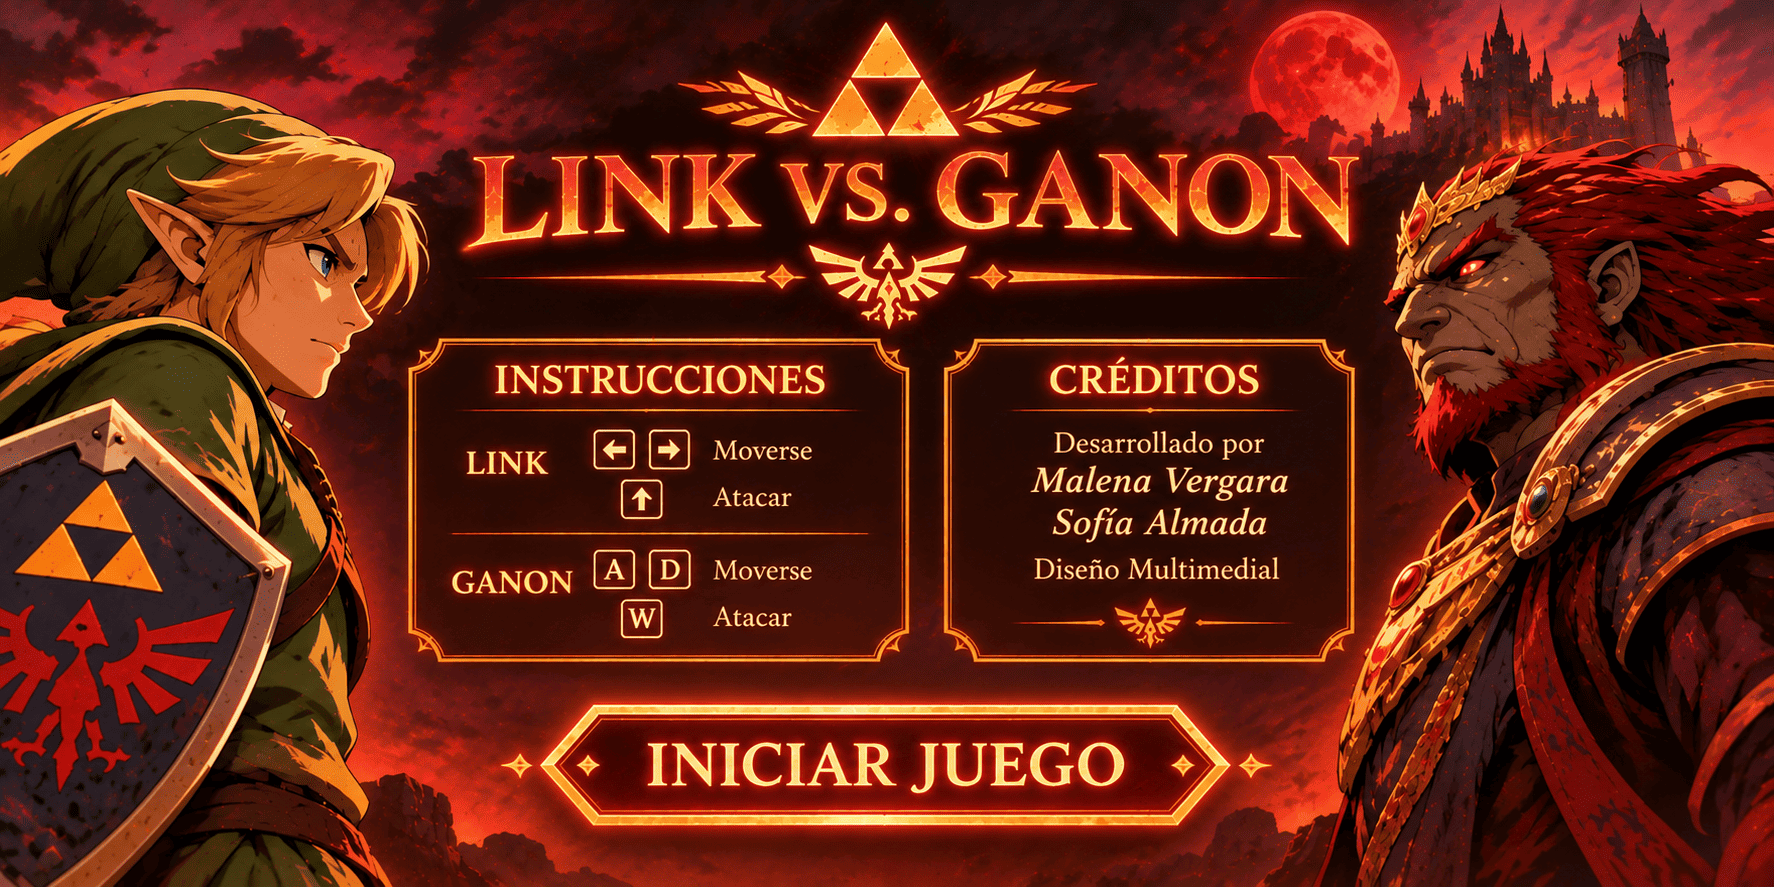 LINK VS. GANON
INSTRUCCIONES
LINK
← → Moverse
↑ Atacar
GANON
A D Moverse
W Atacar
CRÉDITOS
Desarrollado por
Malena Vergara
Sofía Almada
Diseño Multimedial
INICIAR JUEGO